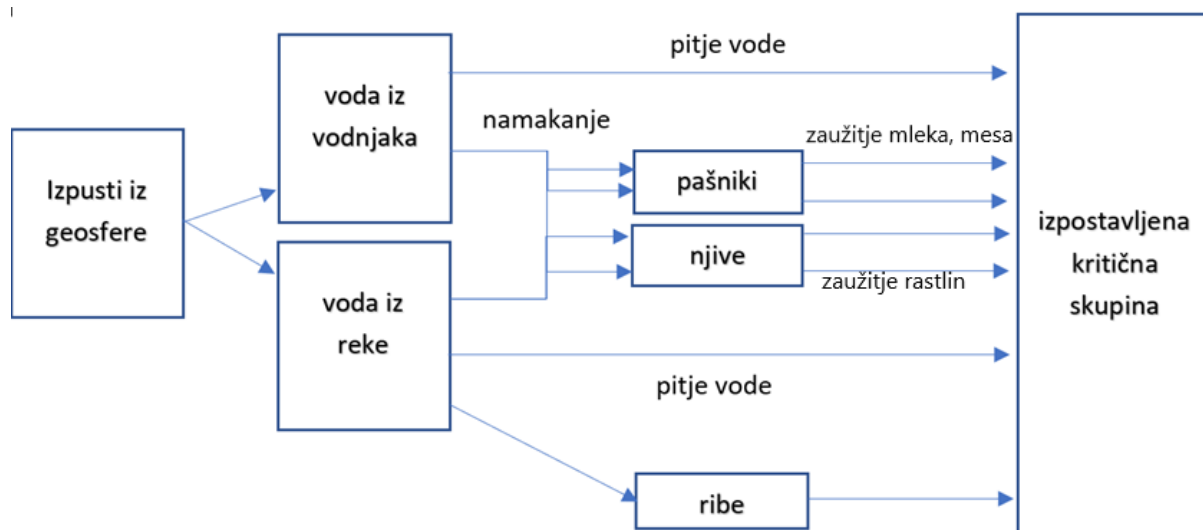 Izpusti iz
geosfere
voda iz
vodnjaka
voda iz
reke
pitje vode
namakanje
pašniki
njive
zaužitje mleka, mesa
zaužitje rastlin
pitje vode
ribe
izpostavljena
kritična
skupina